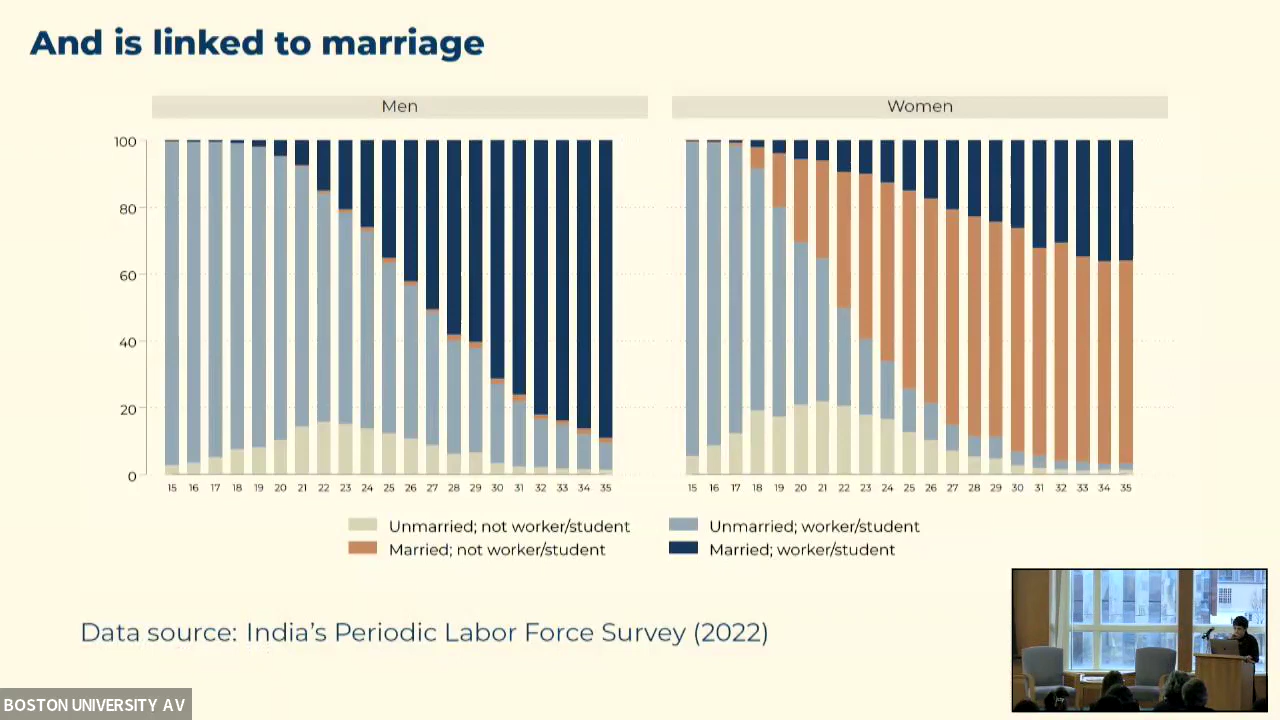 And is linked to marriage
Men
Women
100
80
60
40
20
0
15 16 17 18 19 20 21 22 23 24 25 26 27 28 29 30 31 32 33 34 35
15 16 17 18 19 20 21 22 23 24 25 26 27 28 29 30 31 32 33 34 35
Unmarried; not worker/student
Unmarried; worker/student
Married; not worker/student
Married; worker/student
Data source: India's Periodic Labor Force Survey (2022)
BOSTON UNIVERSITY AV